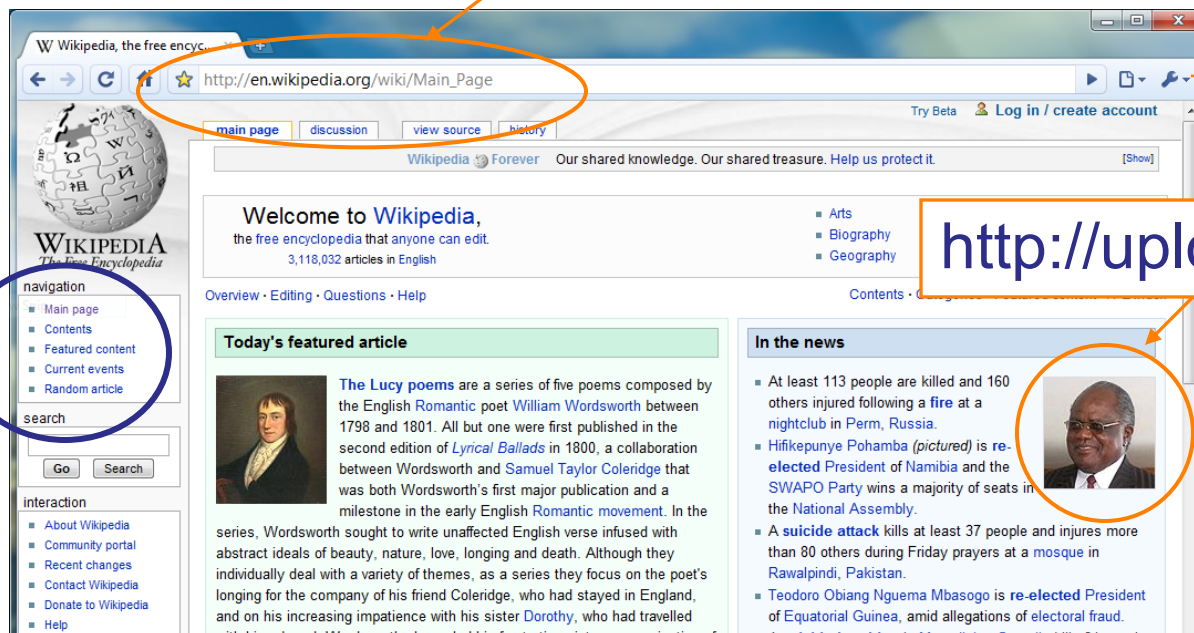 Wikipedia, the free encyc...
http://en.wikipedia.org/wiki/Main_Page
Try Beta Log in / create account
main page discussion view source history
Wikipedia Forever Our shared knowledge. Our shared treasure. Help us protect it. [Show]
WIKIPEDIA
The Free Encyclopedia
navigation
Main page
Contents
Featured content
Current events
Random article
search
Go Search
interaction
About Wikipedia
Community portal
Recent changes
Contact Wikipedia
Donate to Wikipedia
Help
Welcome to Wikipedia,
the free encyclopedia that anyone can edit.
3,118,032 articles in English
Arts
Biography
Geography
http://uplo
Overview · Editing · Questions · Help
Contents ·
Today's featured article
The Lucy poems are a series of five poems composed by
the English Romantic poet William Wordsworth between
1798 and 1801. All but one were first published in the
second edition of Lyrical Ballads in 1800, a collaboration
between Wordsworth and Samuel Taylor Coleridge that
was both Wordsworth's first major publication and a
milestone in the early English Romantic movement. In the
series, Wordsworth sought to write unaffected English verse infused with
abstract ideals of beauty, nature, love, longing and death. Although they
individually deal with a variety of themes, as a series they focus on the poet's
longing for the company of his friend Coleridge, who had stayed in England,
and on his increasing impatience with his sister Dorothy, who had travelled
In the news
At least 113 people are killed and 160
others injured following a fire at a
nightclub in Perm, Russia.
Hifikepunye Pohamba (pictured) is re-
elected President of Namibia and the
SWAPO Party wins a majority of seats in
the National Assembly.
A suicide attack kills at least 37 people and injures more
than 80 others during Friday prayers at a mosque in
Rawalpindi, Pakistan.
Teodoro Obiang Nguema Mbasogo is re-elected President
of Equatorial Guinea, amid allegations of electoral fraud.